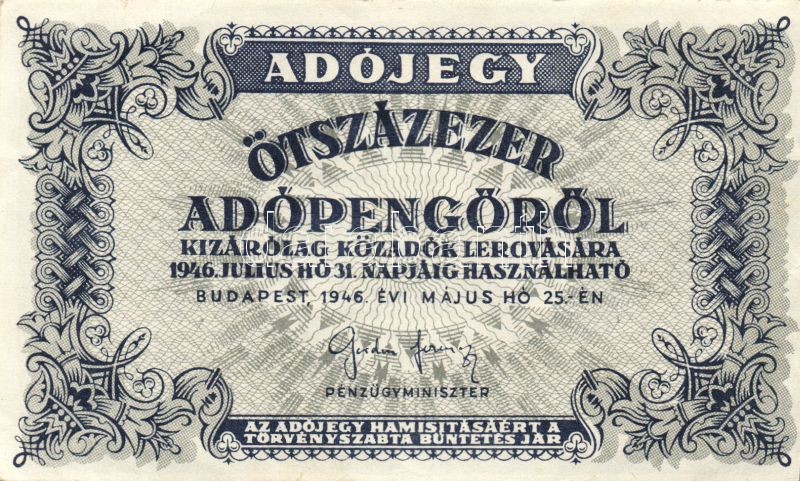 ADÓJEGY
ÖTSZÁZEZER
ADÓPENGŐRŐL
KIZÁRÓLAG KÖZADÓK LEROVÁSÁRA
1946. JULIUS HÓ 31. NAPJÁIG HASZNÁLHATÓ
BUDAPEST, 1946. ÉVI MÁJUS HÓ 25.-ÉN
PÉNZÜGYMINISZTER
AZ ADÓJEGY HAMISITÁSAÉRT A
TÖRVÉNYSZABTA BÜNTETÉS JÁR